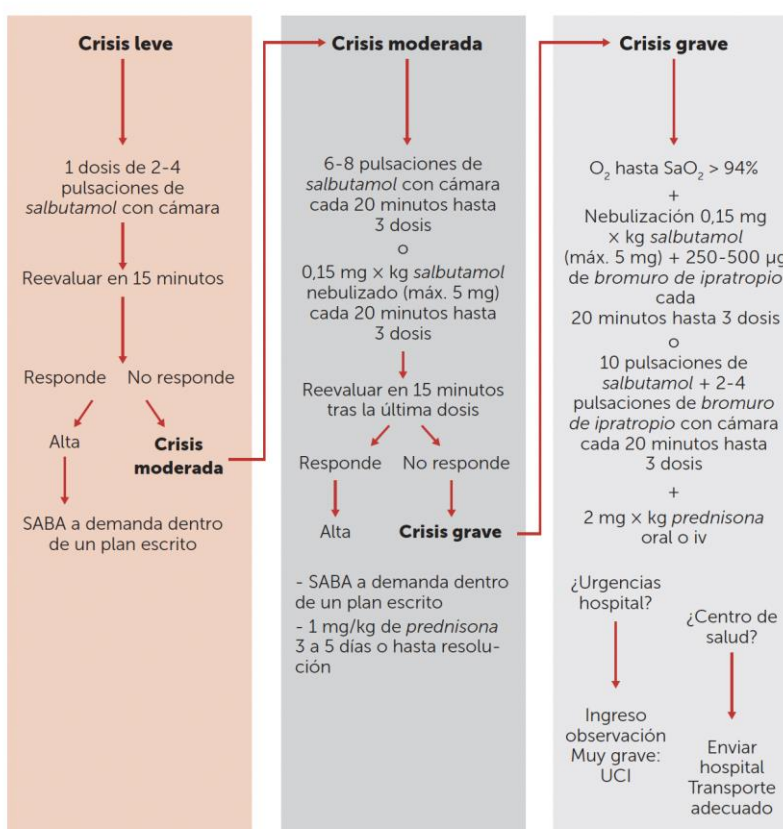 Crisis leve
1 dosis de 2-4
pulsaciones de
salbutamol con cámara
Reevaluar en 15 minutos
Responde No responde
Alta
Crisis
moderada
SABA a demanda dentro
de un plan escrito
Crisis moderada
6-8 pulsaciones de
salbutamol con cámara
cada 20 minutos hasta
3 dosis
o
0,15 mg × kg salbutamol
nebulizado (máx. 5 mg)
cada 20 minutos hasta
3 dosis
Reevaluar en 15 minutos
tras la última dosis
Responde No responde
Alta Crisis grave
- SABA a demanda dentro
de un plan escrito
- 1 mg/kg de prednisona
3 a 5 días o hasta resolu-
ción
Crisis grave
O₂ hasta SaO₂ > 94%
+
Nebulización 0,15 mg
× kg salbutamol
(máx. 5 mg) + 250-500 µg
de bromuro de ipratropio
cada
20 minutos hasta 3 dosis
o
10 pulsaciones de
salbutamol + 2-4
pulsaciones de bromuro
de ipratropio con cámara
cada 20 minutos hasta
3 dosis
+
2 mg × kg prednisona
oral o iv
¿Urgencias
hospital?
Ingreso
observación
Muy grave:
UCI
¿Centro de
salud?
Enviar
hospital
Transporte
adecuado